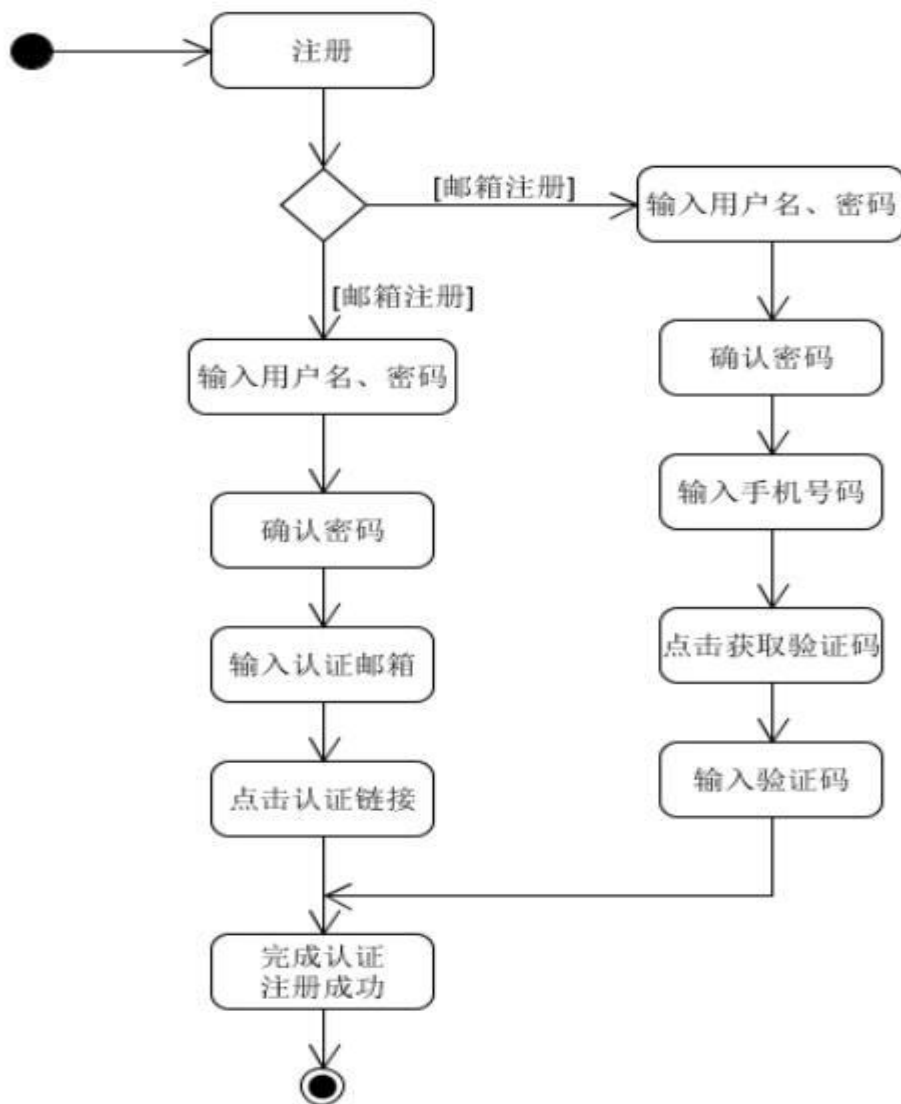 注册
[邮箱注册]
输入用户名、密码
[邮箱注册]
输入用户名、密码
确认密码
确认密码
输入手机号码
输入认证邮箱
点击获取验证码
点击认证链接
输入验证码
完成认证
注册成功